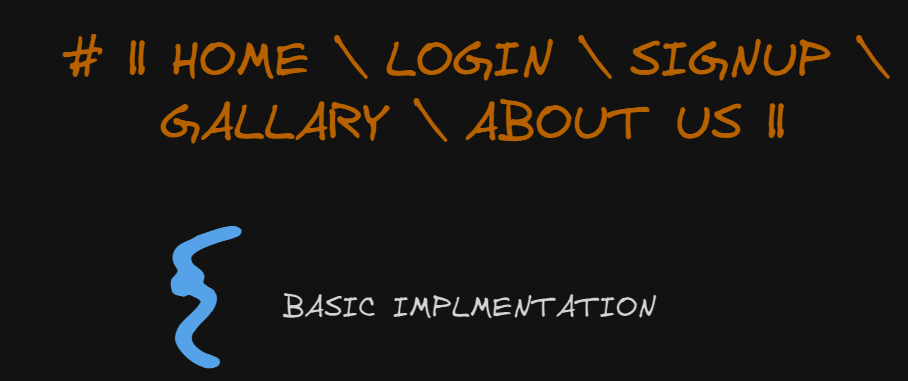 # || HOME \ LOGIN \ SIGNUP \
GALLARY \ ABOUT US ||
BASIC IMPLMENTATION